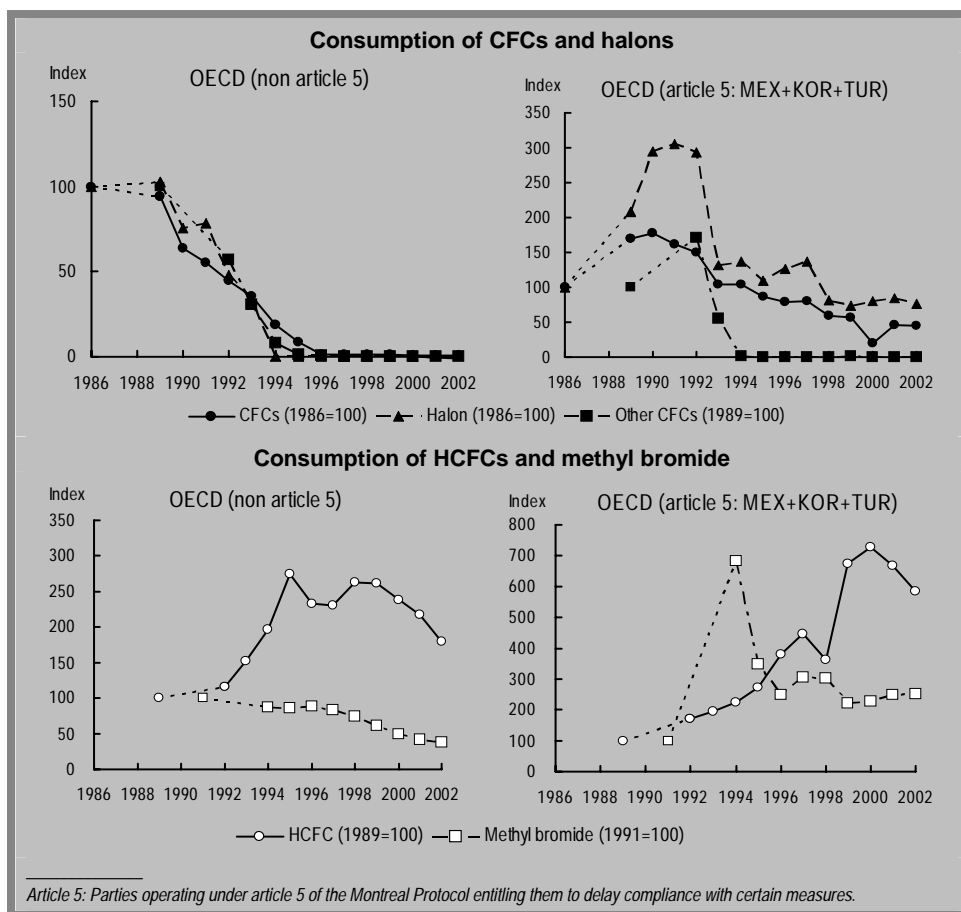 Consumption of CFCs and halons
Index
OECD (non article 5)
150
100
50
0
1986 1988 1990 1992 1994 1996 1998 2000 2002
Index
OECD (article 5: MEX+KOR+TUR)
350
300
250
200
150
100
50
0
1986 1988 1990 1992 1994 1996 1998 2000 2002
CFCs (1986=100) Halon (1986=100) Other CFCs (1989=100)
Consumption of HCFCs and methyl bromide
Index
OECD (non article 5)
350
300
250
200
150
100
50
0
1986 1988 1990 1992 1994 1996 1998 2000 2002
Index
OECD (article 5: MEX+KOR+TUR)
800
700
600
500
400
300
200
100
0
1986 1988 1990 1992 1994 1996 1998 2000 2002
HCFC (1989=100) Methyl bromide (1991=100)
Article 5: Parties operating under article 5 of the Montreal Protocol entitling them to delay compliance with certain measures.